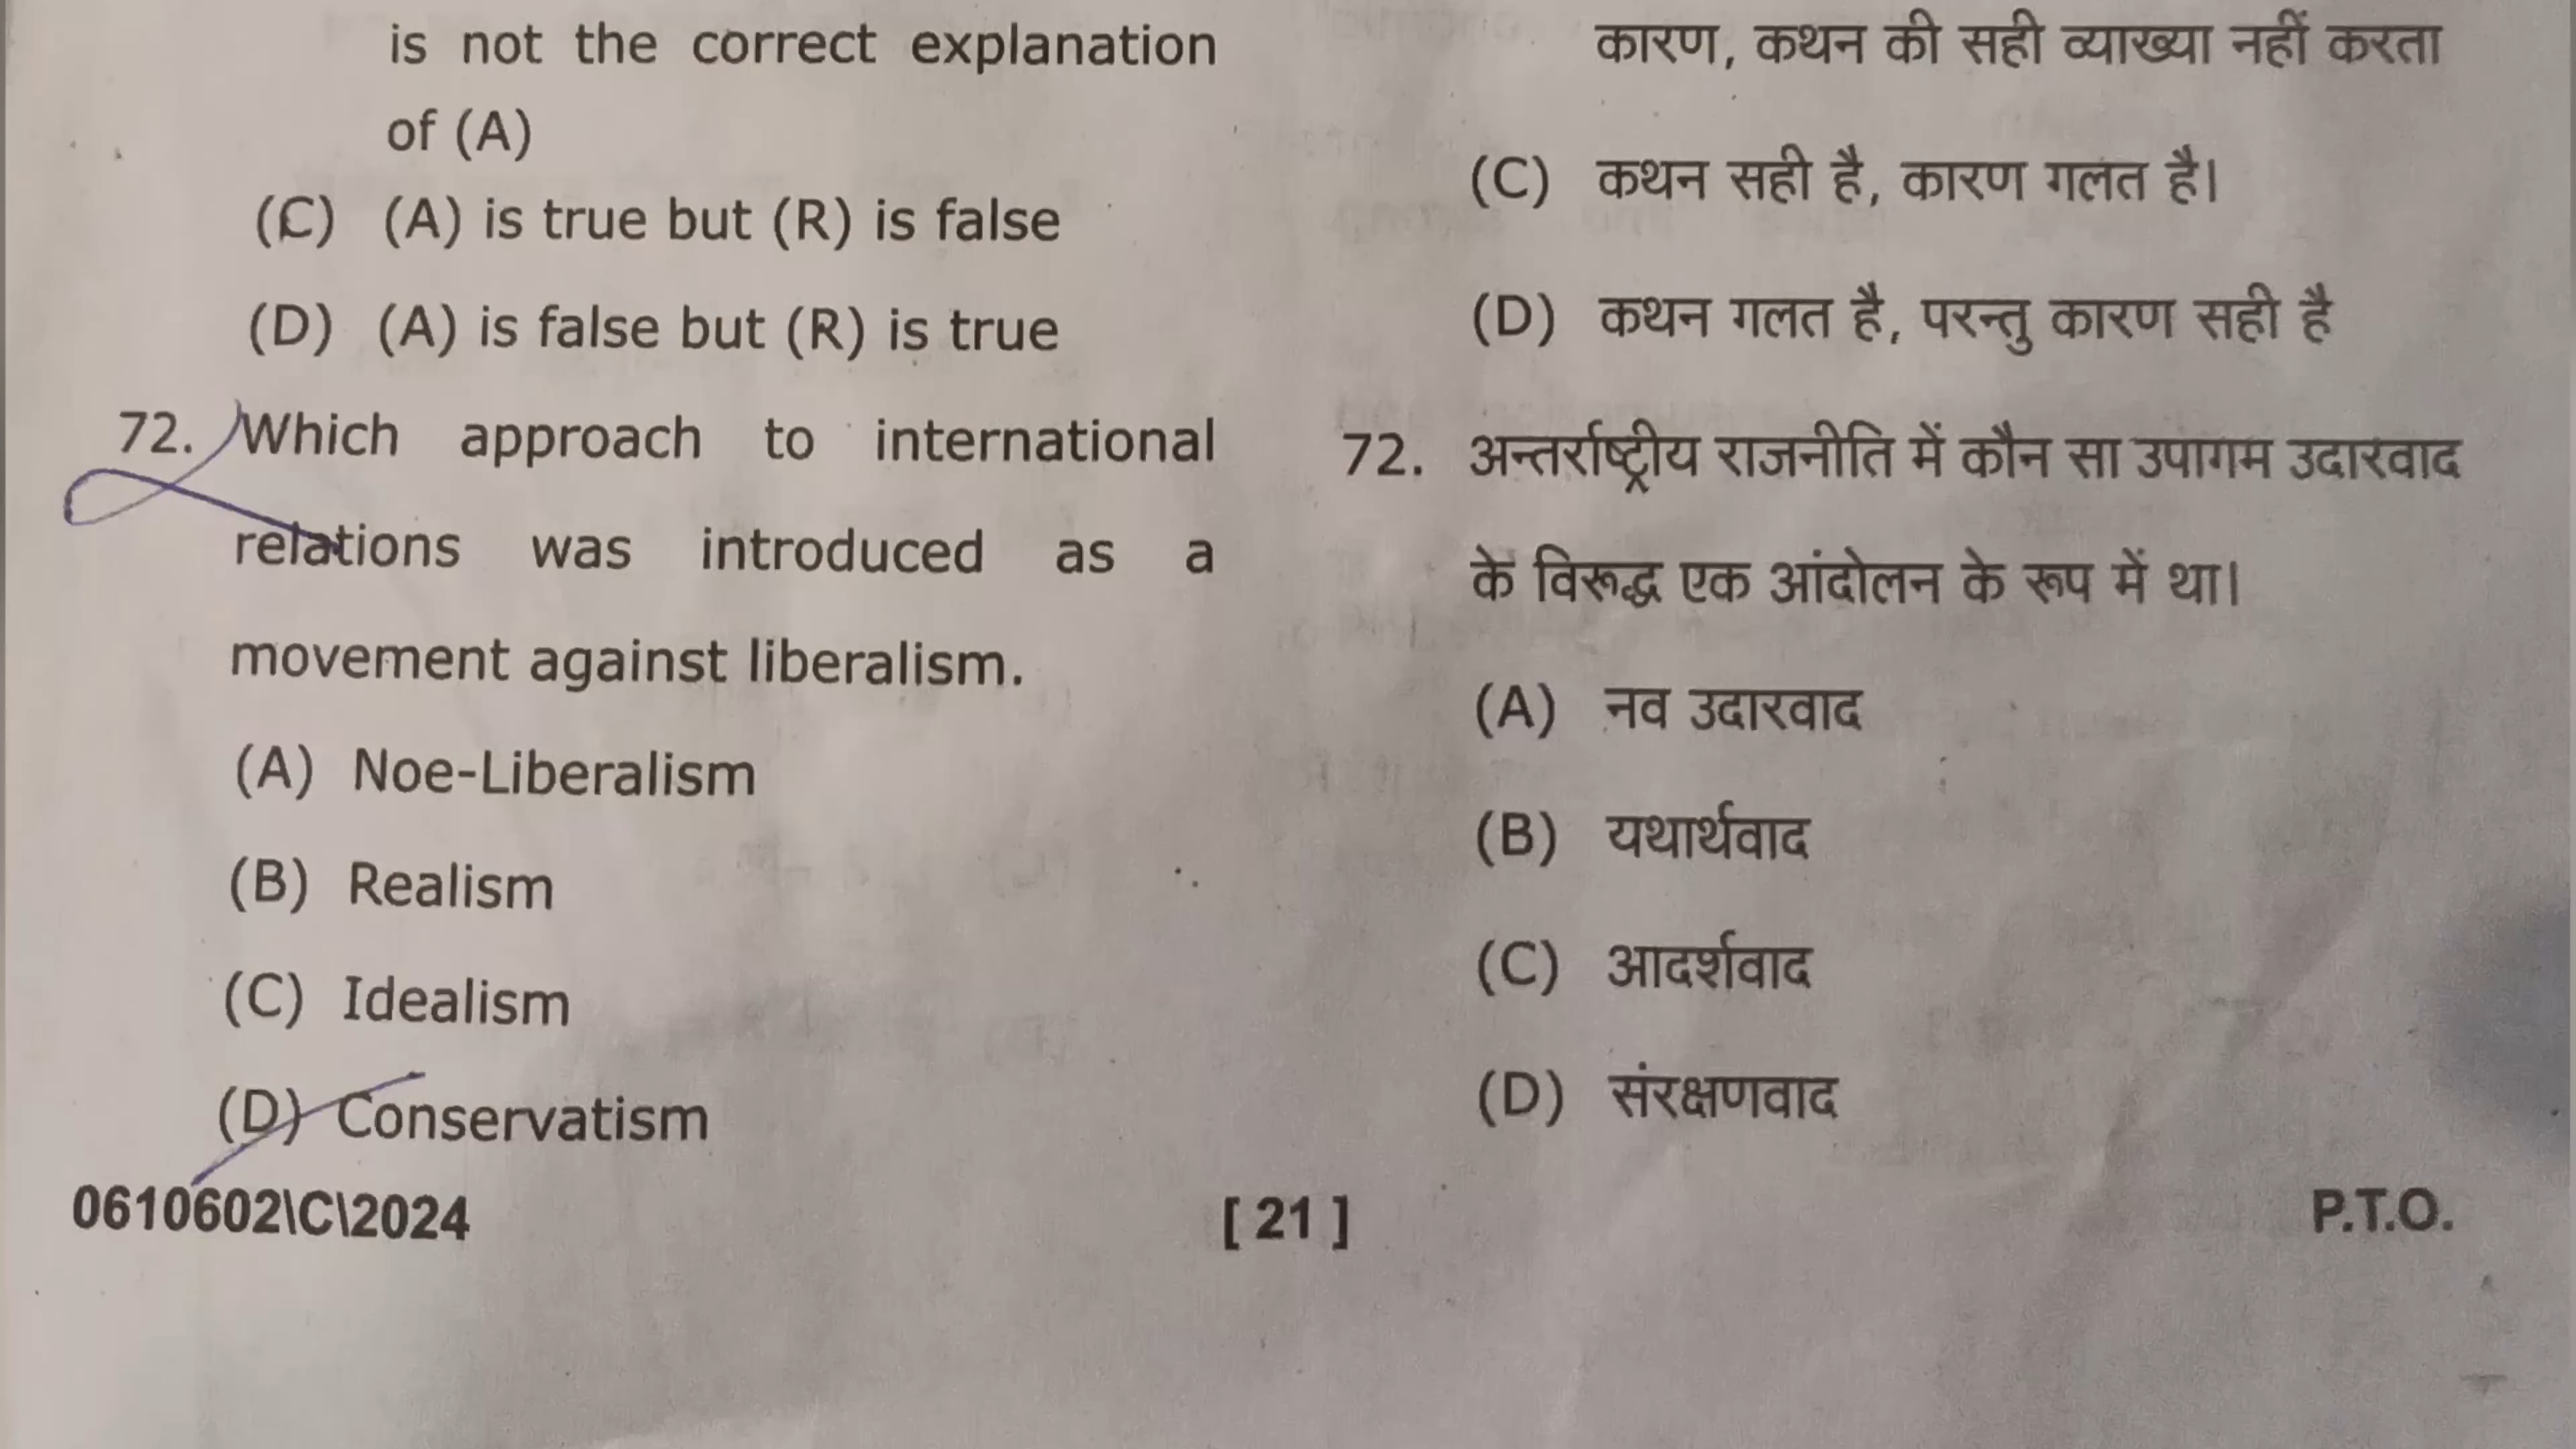 is not the correct explanation
of (A)
(C) (A) is true but (R) is false
(D) (A) is false but (R) is true
72. Which approach to international
relations was introduced as a
movement against liberalism.
(A) Noe-Liberalism
(B) Realism
(C) Idealism
(D) Conservatism
कारण, कथन की सही व्याख्या नहीं करता
(C) कथन सही है, कारण गलत है।
(D) कथन गलत है, परन्तु कारण सही है
72. अन्तर्राष्ट्रीय राजनीति में कौन सा उपागम उदारवाद
के विरूद्ध एक आंदोलन के रूप में था।
(A) नव उदारवाद
(B) यथार्थवाद
(C) आदर्शवाद
(D) संरक्षणवाद
0610602\C\2024 [ 21 ] P.T.O.